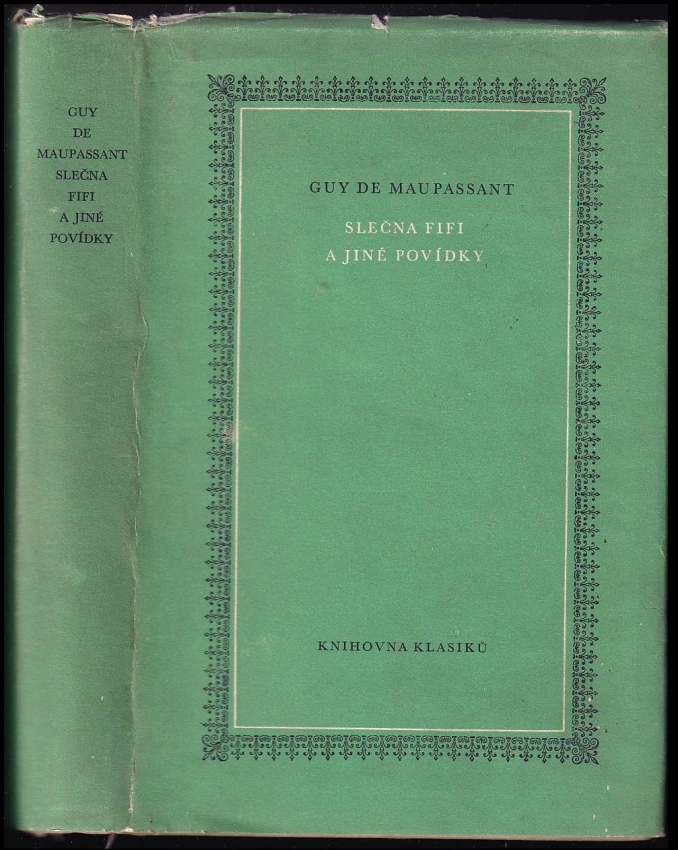 GUY
DE
MAUPASSANT
SLEČNA
FIFI
A JINÉ
POVÍDKY
GUY DE MAUPASSANT
SLEČNA FIFI
A JINÉ POVÍDKY
KNIHOVNA KLASIKŮ